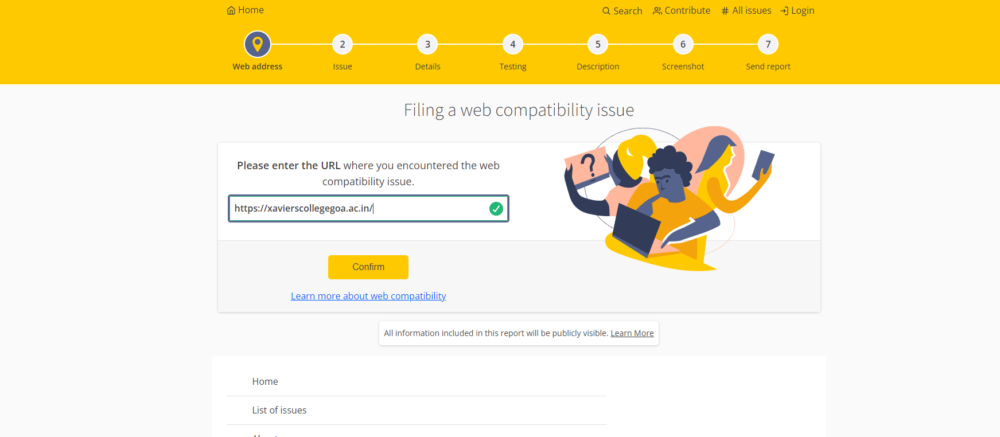 Home
Search Contribute # All issues Login
2 3 4 5 6 7
Web address Issue Details Testing Description Screenshot Send report
Filing a web compatibility issue
Please enter the URL where you encountered the web
compatibility issue.
?
https://xavierscollegegoa.ac.in/
Confirm
Learn more about web compatibility
All information included in this report will be publicly visible. Learn More
Home
List of issues